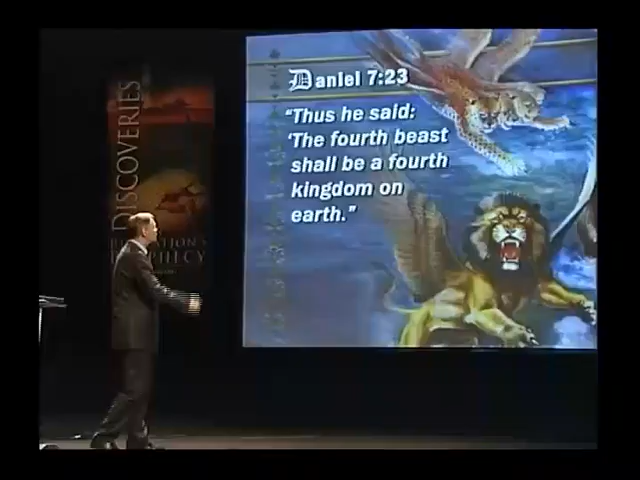 Daniel 7:23
"Thus he said:
'The fourth beast
shall be a fourth
kingdom on
earth."
DISCOVERIES